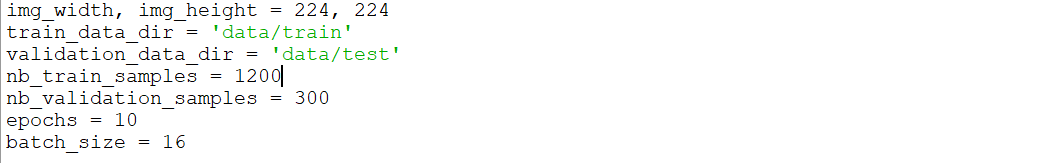 img_width, img_height = 224, 224
train_data_dir = 'data/train'
validation_data_dir = 'data/test'
nb_train_samples = 1200
nb_validation_samples = 300
epochs = 10
batch_size = 16